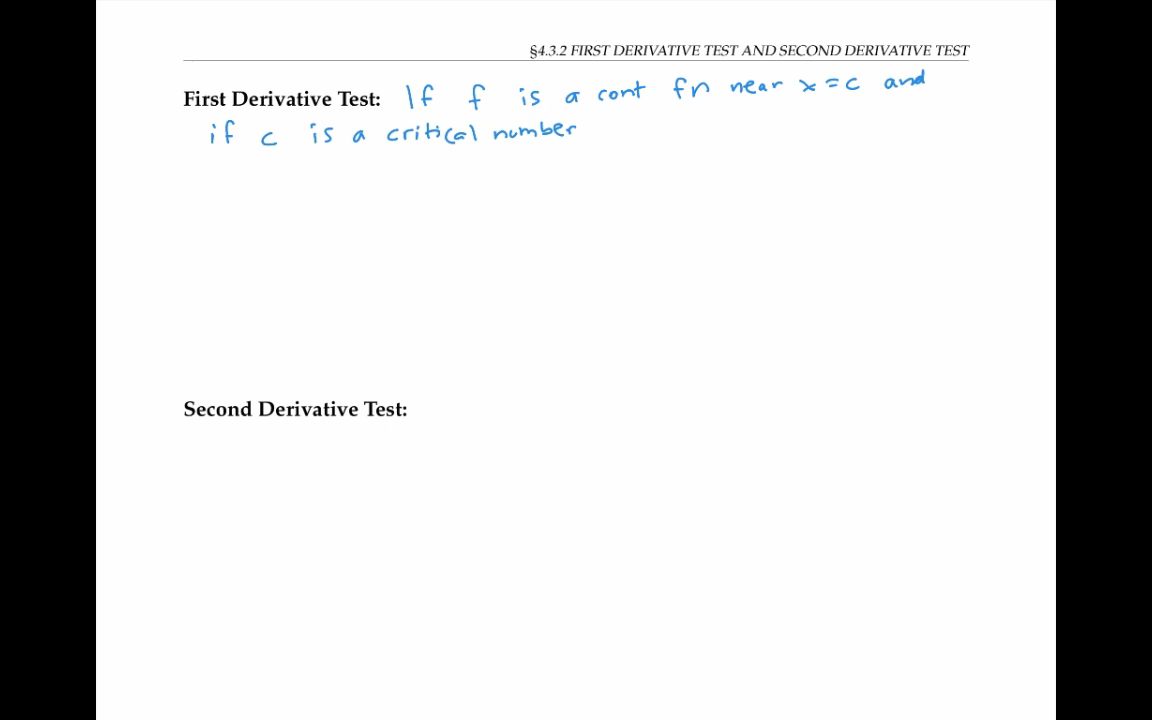 §4.3.2 FIRST DERIVATIVE TEST AND SECOND DERIVATIVE TEST
First Derivative Test: If f is a cont fn near x = c and
if c is a critical number
Second Derivative Test: